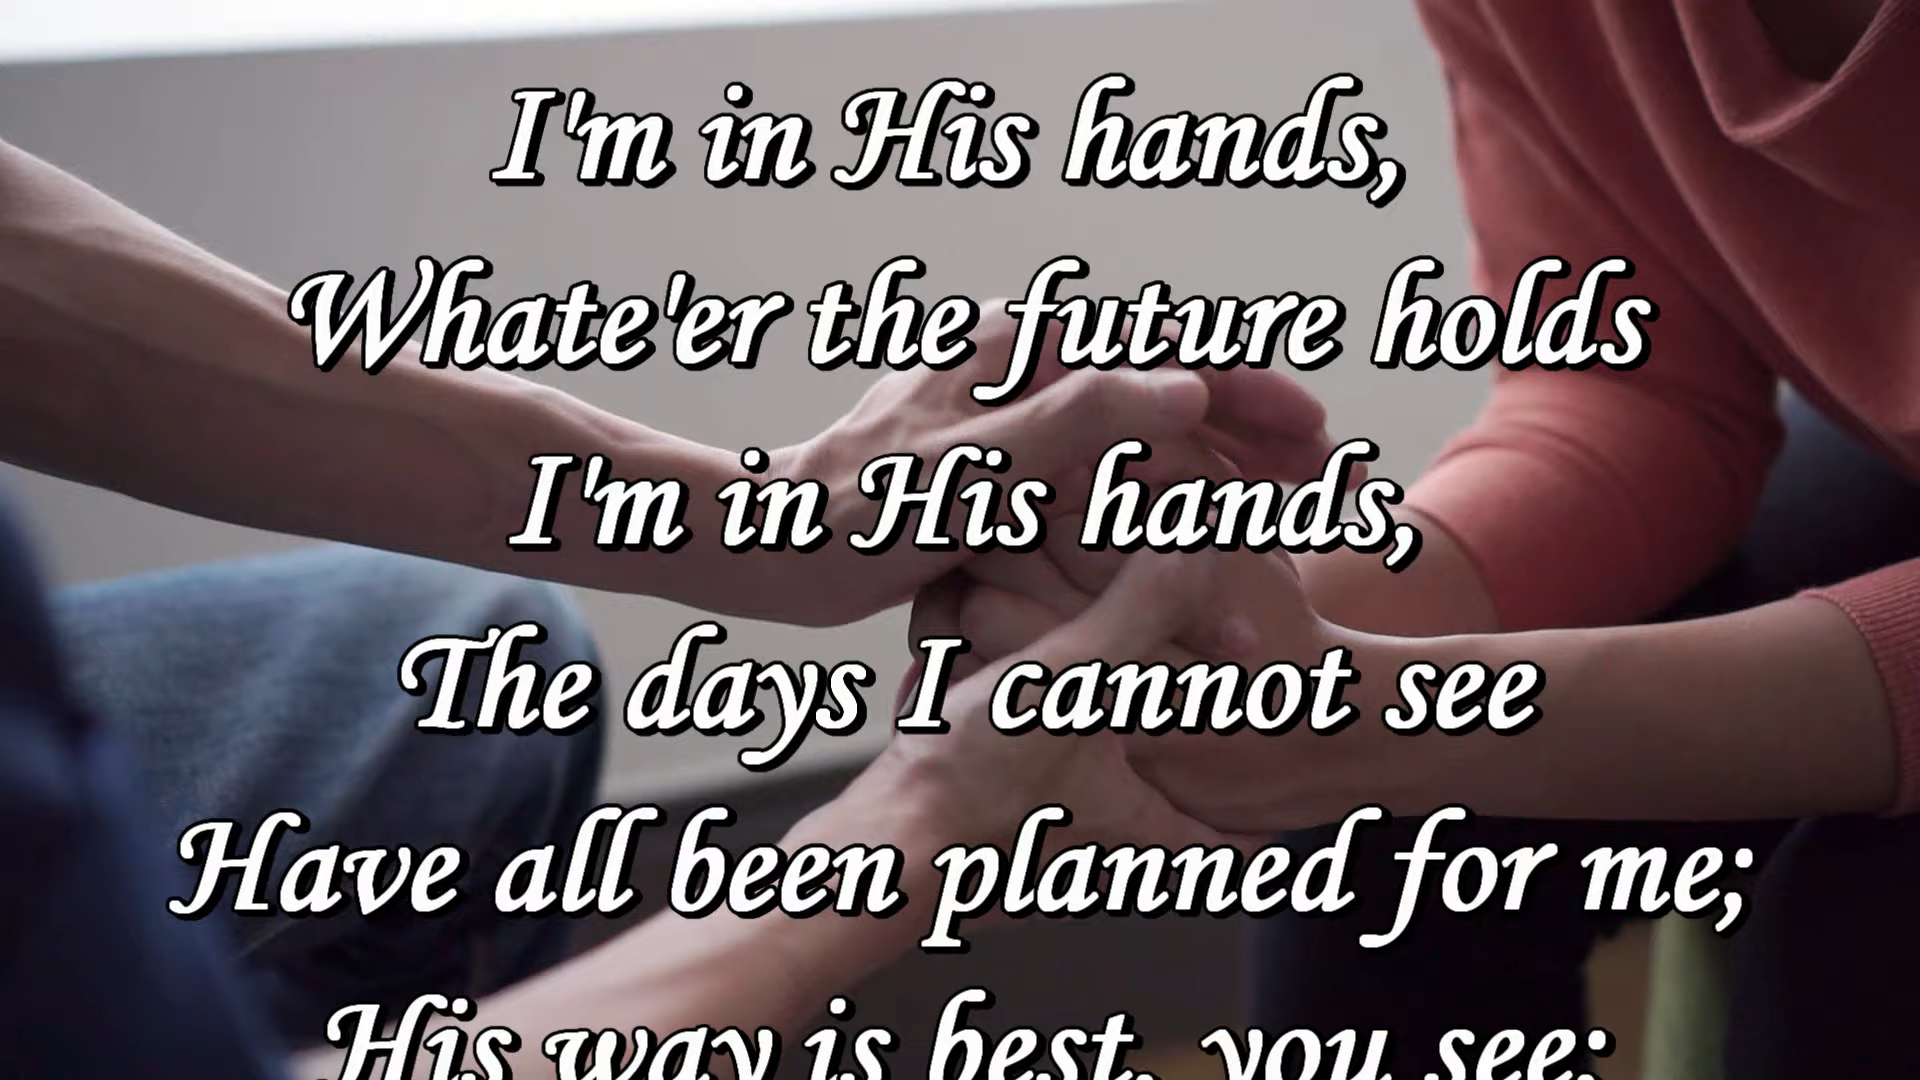 I'm in His hands,
Whate'er the future holds
I'm in His hands,
The days I cannot see
Have all been planned for me;
His way is best, you see;